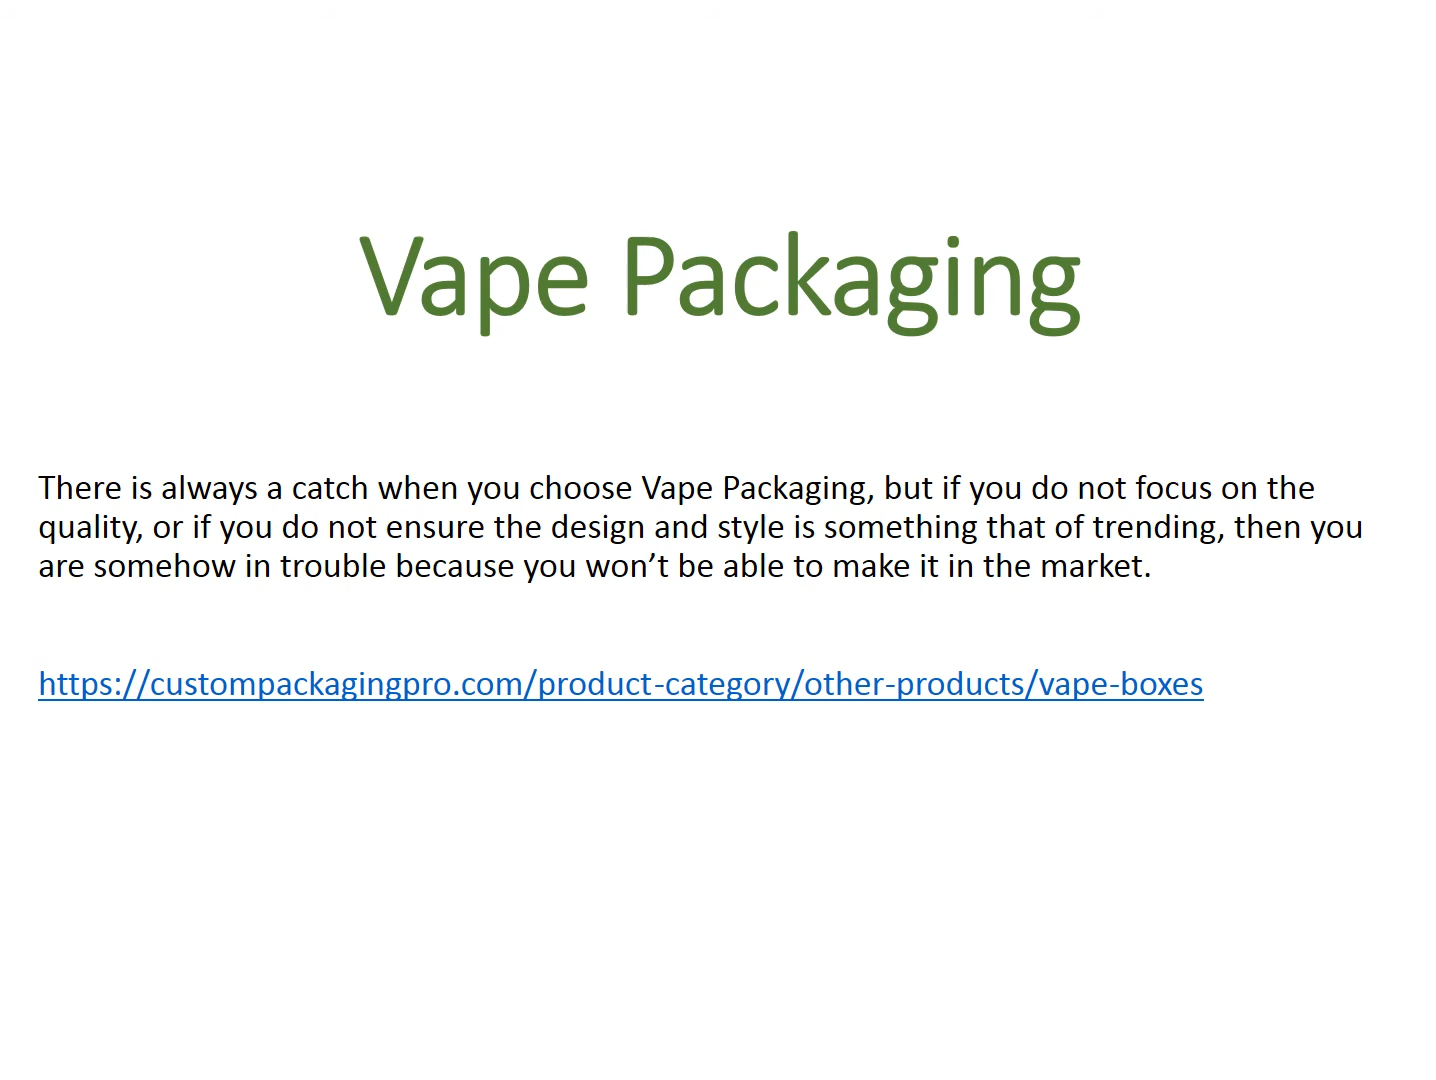 Vape Packaging
There is always a catch when you choose Vape Packaging, but if you do not focus on the
quality, or if you do not ensure the design and style is something that of trending, then you
are somehow in trouble because you won’t be able to make it in the market.
https://custompackagingpro.com/product-category/other-products/vape-boxes